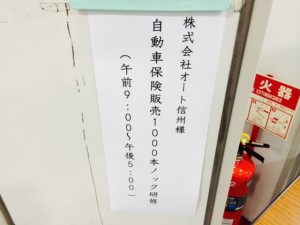 株式会社オート信州様
自動車保険販売1000本ノック研修
（午前9：00～午後5：00）
火器
EXTINGUISHER